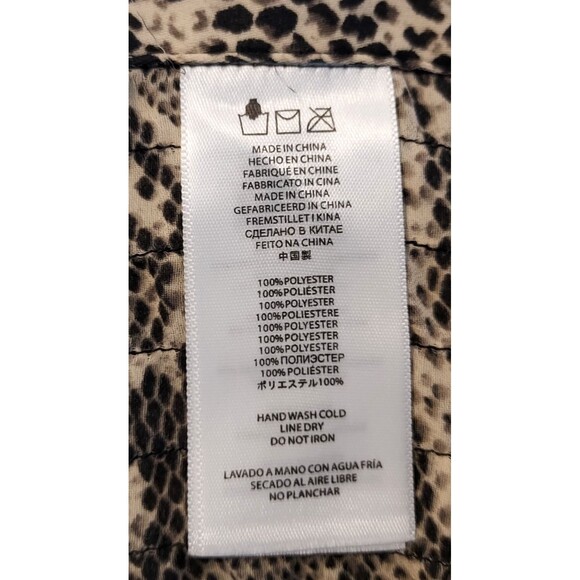 MADE IN CHINA
HECHO EN CHINA
FABRIQUÉ EN CHINE
FABBRICATO IN CINA
MADE IN CHINA
GEFABRICEERD IN CHINA
FREMSTILLET I KINA
СДЕЛАНО В КИТАЕ
FEITO NA CHINA
中国製
100% POLYESTER
100% POLIÉSTER
100% POLYESTER
100% POLIESTERE
100% POLYESTER
100% POLYESTER
100% POLYESTER
100% ПОЛИЭСТЕР
100% POLIÉSTER
ポリエステル100%
HAND WASH COLD
LINE DRY
DO NOT IRON
LAVADO A MANO CON AGUA FRÍA
SECADO AL AIRE LIBRE
NO PLANCHAR